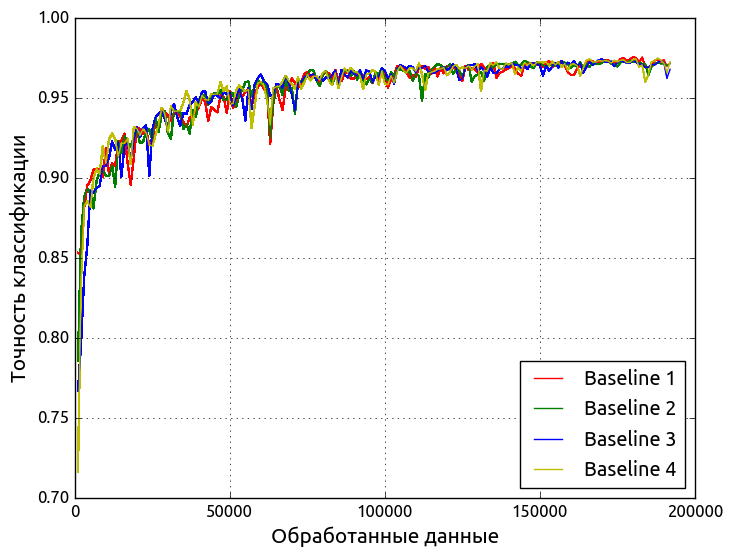 1.00
0.95
0.90
0.85
0.80
0.75
0.70
Точность классификации
0 50000 100000 150000 200000
Обработанные данные
Baseline 1
Baseline 2
Baseline 3
Baseline 4